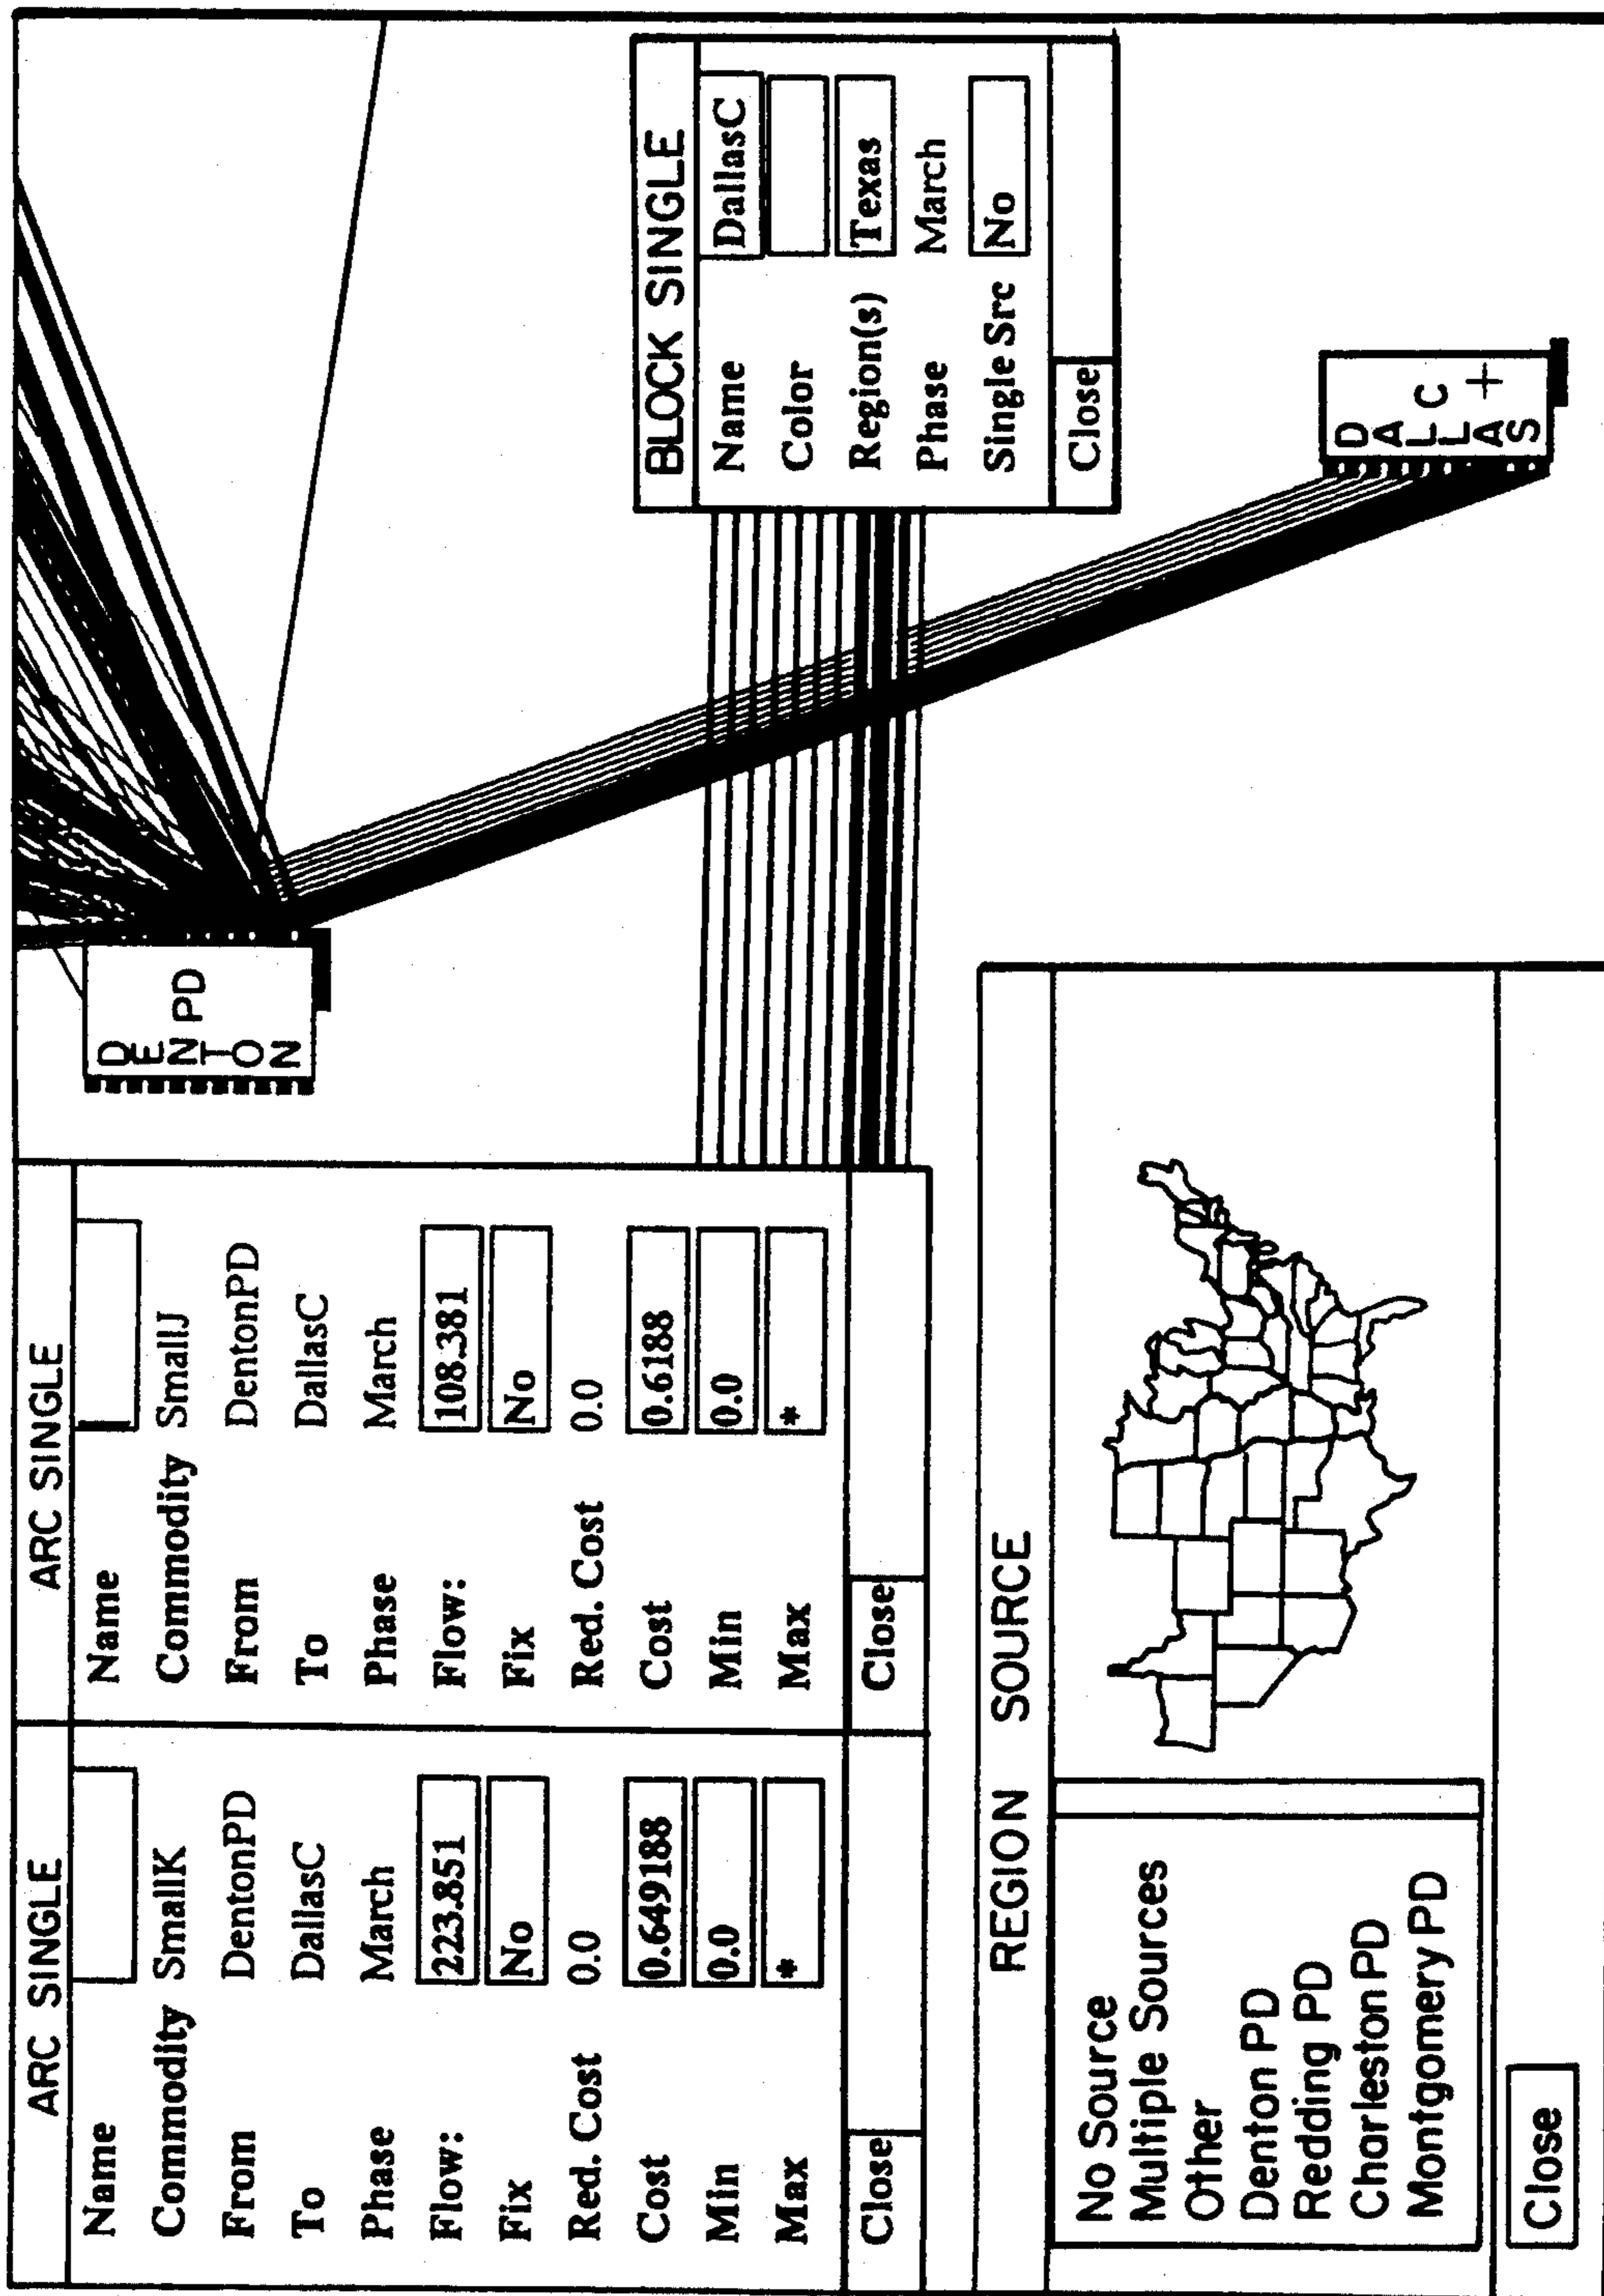 ARC SINGLE
Name
Commodity SmallK
From DentonPD
To DallasC
Phase March
Flow: 223.851
Fix No
Red. Cost 0.0
Cost 0.649188
Min 0.0
Max *
Close
ARC SINGLE
Name
Commodity SmallJ
From DentonPD
To DallasC
Phase March
Flow: 108.381
Fix No
Red. Cost 0.0
Cost 0.6188
Min 0.0
Max *
Close
DENTON PD
BLOCK SINGLE
Name DallasC
Color
Region(s) Texas
Phase March
Single Src No
Close
DALLAS C +
REGION SOURCE
No Source
Multiple Sources
Other
Denton PD
Redding PD
Charleston PD
Montgomery PD
Close